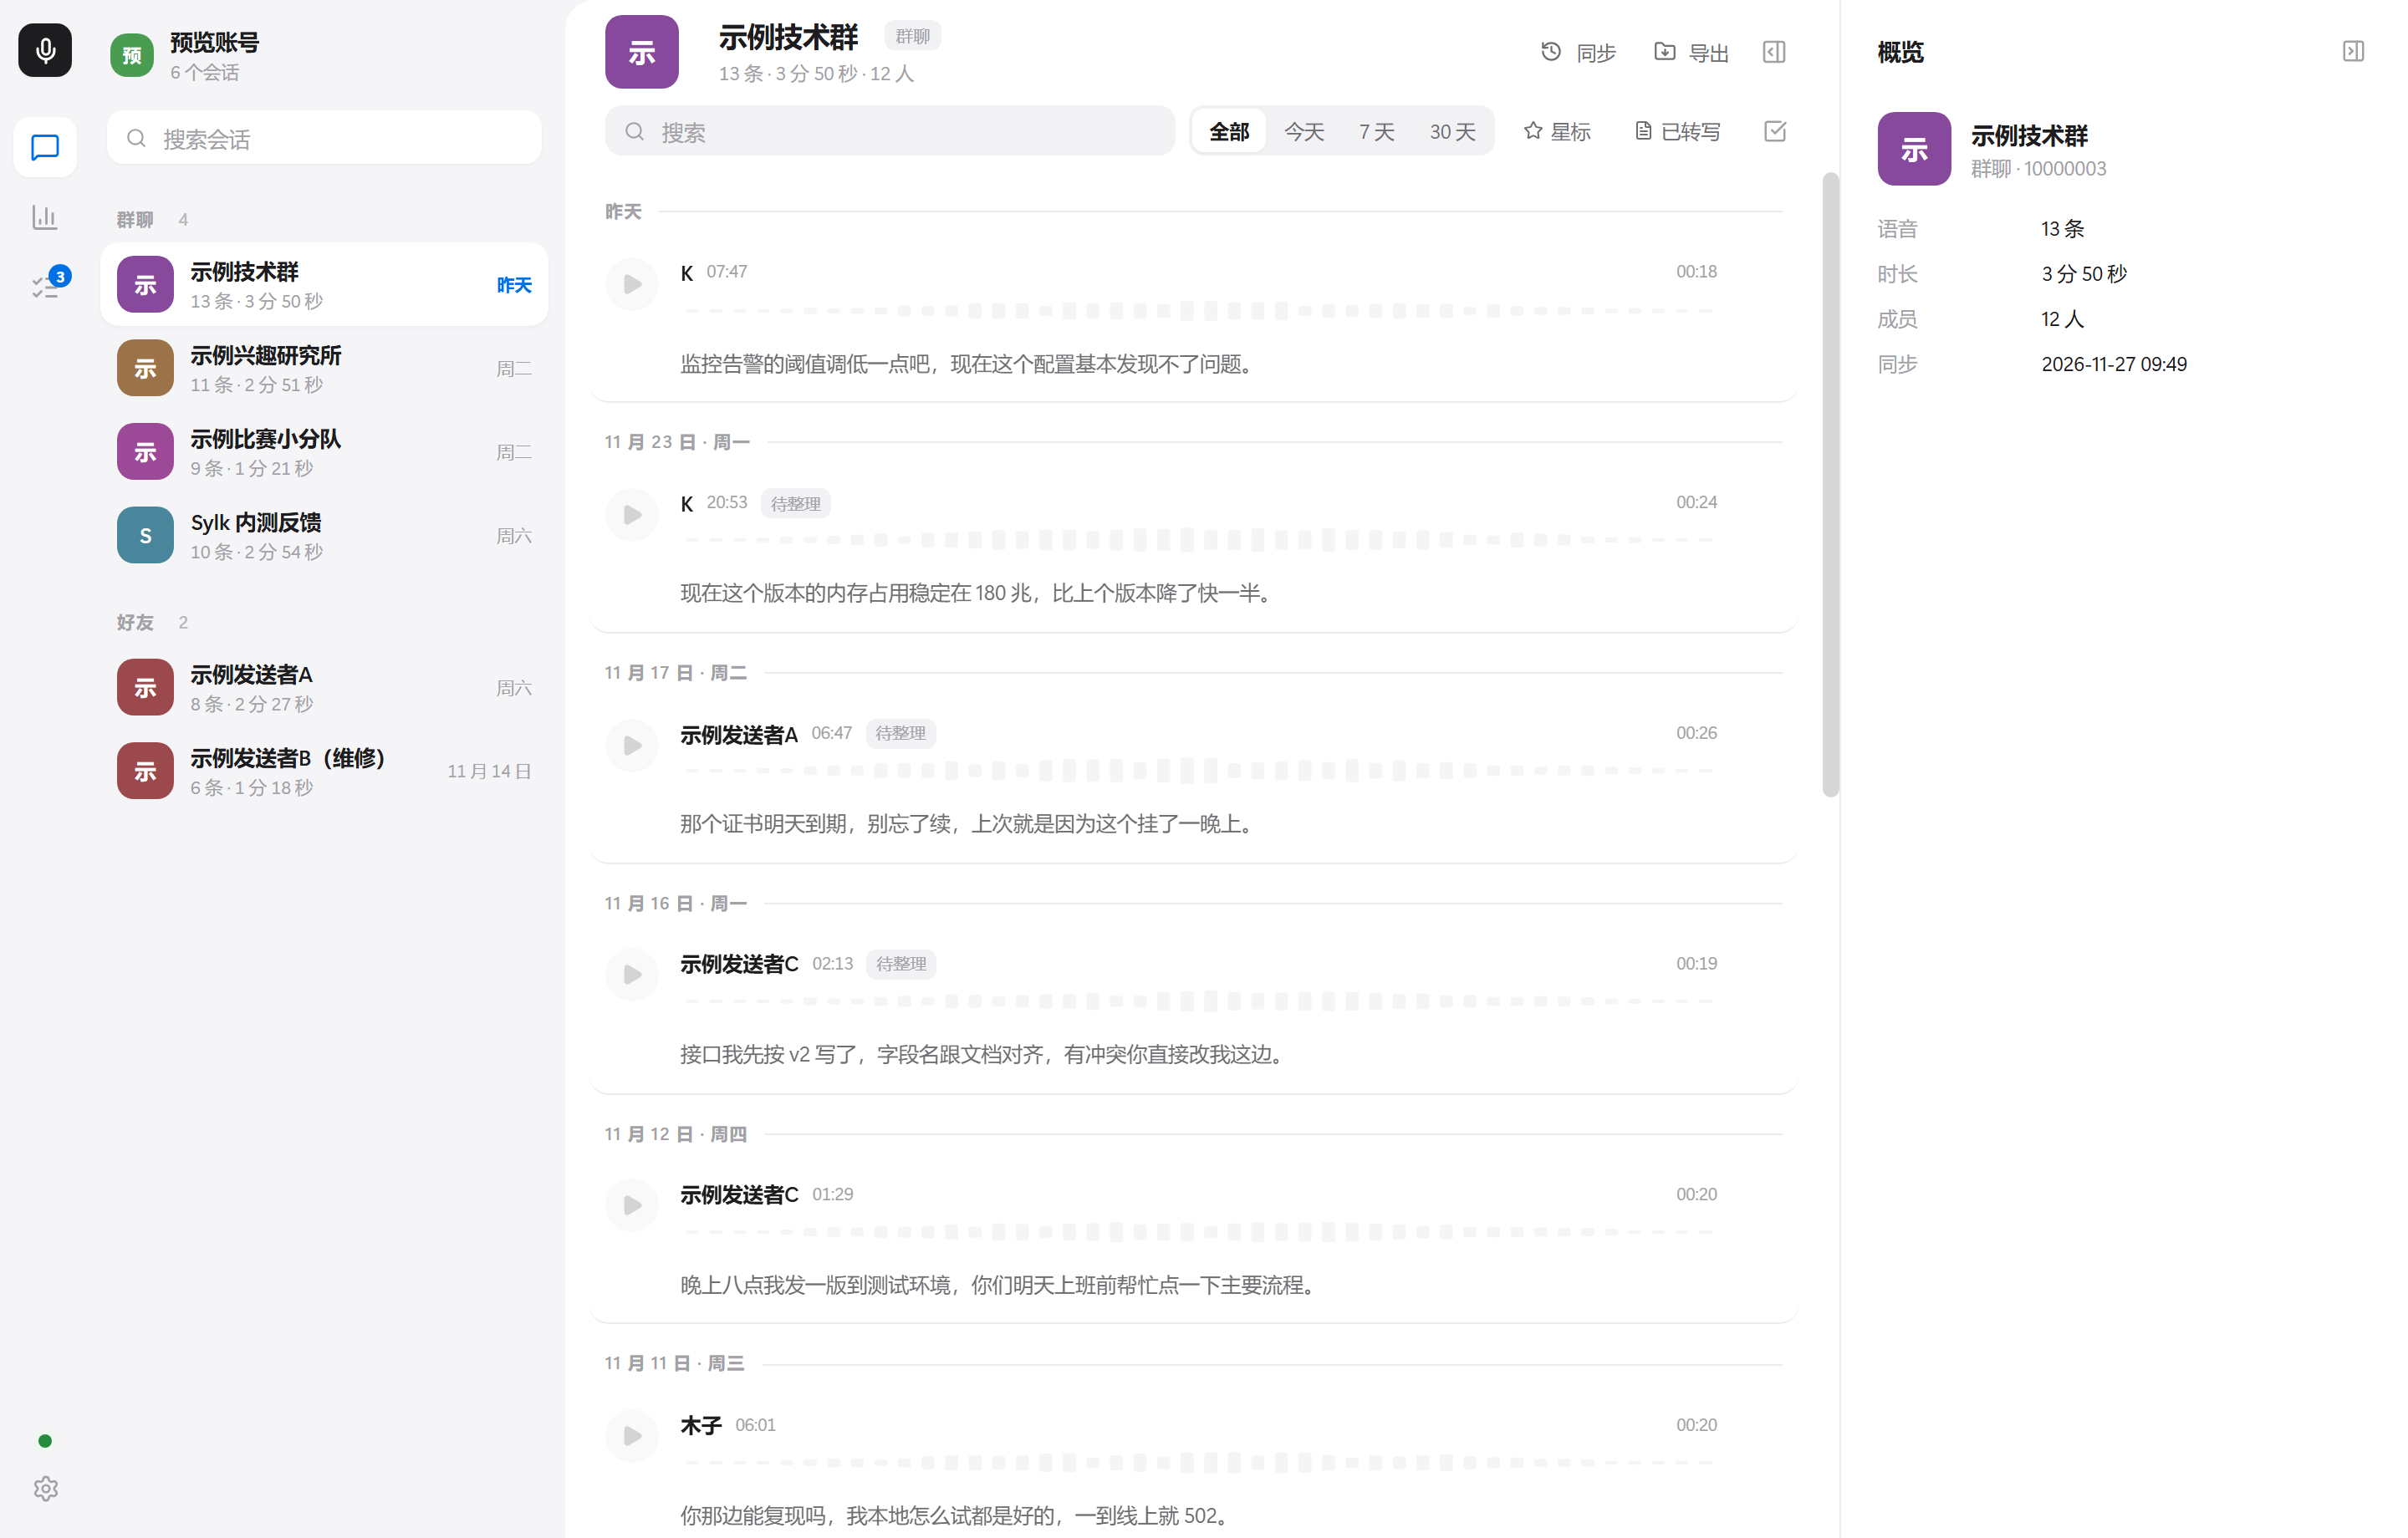 预
预览账号
6 个会话
搜索会话
3
群聊 4
示
示例技术群
13 条 · 3 分 50 秒
昨天
示
示例兴趣研究所
11 条 · 2 分 51 秒
周二
示
示例比赛小分队
9 条 · 1 分 21 秒
周二
S
Sylk 内测反馈
10 条 · 2 分 54 秒
周六
好友 2
示
示例发送者A
8 条 · 2 分 27 秒
周六
示
示例发送者B（维修）
6 条 · 1 分 18 秒
11 月 14 日
示
示例技术群 群聊
13 条 · 3 分 50 秒 · 12 人
同步 导出
搜索
全部 今天 7 天 30 天 星标 已转写
昨天
K 07:47 00:18
监控告警的阈值调低一点吧，现在这个配置基本发现不了问题。
11 月 23 日 · 周一
K 20:53 待整理 00:24
现在这个版本的内存占用稳定在 180 兆，比上个版本降了快一半。
11 月 17 日 · 周二
示例发送者A 06:47 待整理 00:26
那个证书明天到期，别忘了续，上次就是因为这个挂了一晚上。
11 月 16 日 · 周一
示例发送者C 02:13 待整理 00:19
接口我先按 v2 写了，字段名跟文档对齐，有冲突你直接改我这边。
11 月 12 日 · 周四
示例发送者C 01:29 00:20
晚上八点我发一版到测试环境，你们明天上班前帮忙点一下主要流程。
11 月 11 日 · 周三
木子 06:01 00:20
你那边能复现吗，我本地怎么试都是好的，一到线上就 502。
概览
示
示例技术群
群聊 · 10000003
语音 13 条
时长 3 分 50 秒
成员 12 人
同步 2026-11-27 09:49